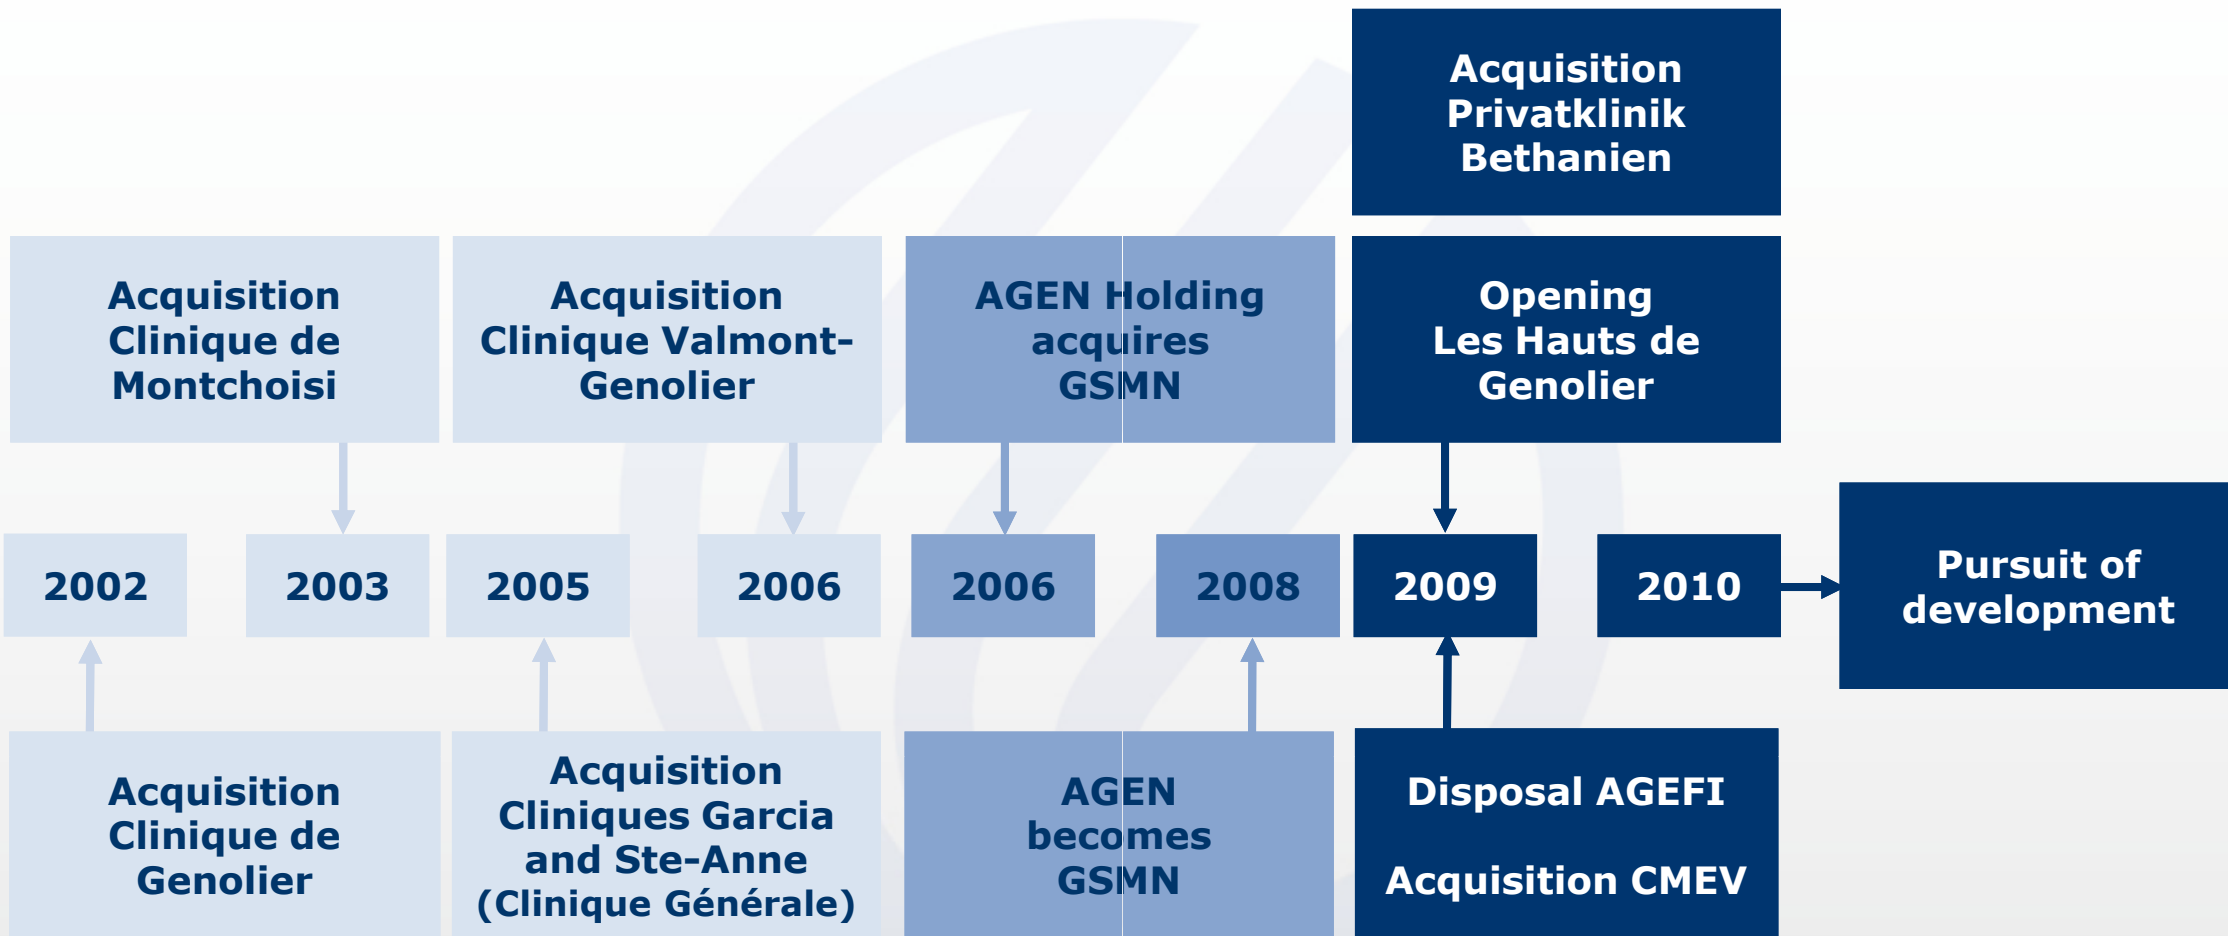 Acquisition
Privatklinik
Bethanien
Acquisition
Clinique de
Montchoisi
Acquisition
Clinique Valmont-
Genolier
AGEN Holding
acquires
GSMN
Opening
Les Hauts de
Genolier
2002
2003
2005
2006
2006
2008
2009
2010
Pursuit of
development
Acquisition
Clinique de
Genolier
Acquisition
Cliniques Garcia
and Ste-Anne
(Clinique Générale)
AGEN
becomes
GSMN
Disposal AGEFI
Acquisition CMEV